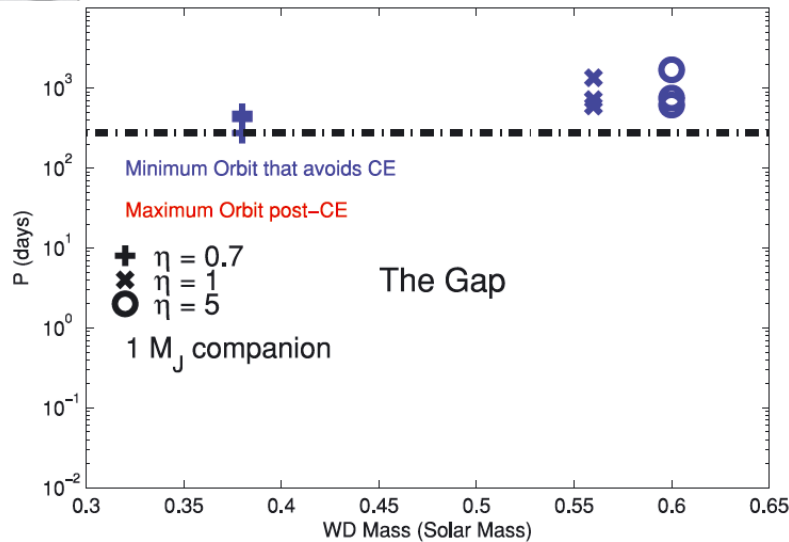 10³
10²
10¹
10⁰
10⁻¹
10⁻²
P (days)
Minimum Orbit that avoids CE
Maximum Orbit post-CE
η = 0.7
η = 1
η = 5
The Gap
1 M_J companion
0.3 0.35 0.4 0.45 0.5 0.55 0.6 0.65
WD Mass (Solar Mass)